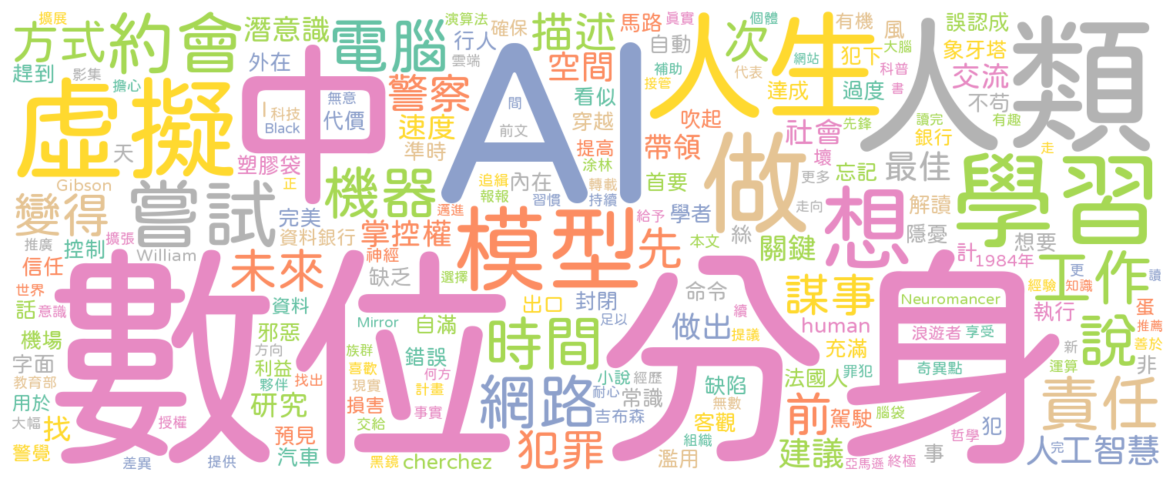 擴展
演算法
確保
馬路
眞實
個體
有機
風
誤認成
方式
約會
潛意識
電腦
行人
雲端
描述
自動
次
大腦
網站
犯下
科普
象牙塔
趕到
影集
外在
空間
補助
代表
書
交流
擔心
中
AI
人生
人類
虛擬
無意
科技
Black
代價
警察
間
看似
接管
達成
過度
不苟
速度
前文
穿越
吹起
社會
先鋒
讀完
有趣
天
塑膠袋
準時
提高
涂林
帶領
做
壞
忘記
銀行
走
Gibson
正
嘗試
機器
追緝
內在
轉載
首要
更多
最佳
學習
變得
完美
報報
習慣
持續
想
走向
解讀
推廣
擴張
William
資料銀行
掌控權
邁進
模型
給予
學者
絲
隱憂
想要
控制
未來
神經
先
本文
關鍵
計
1984年
信任
缺乏
選擇
工作
更
讀
世界
資料
出口
封閉
命令
謀事
經驗
知識
話
意識
數位分身
續
Neuromancer
蛋
機場
邪惡
Mirror
自滿
時間
足以
做出
提議
human
浪遊者
享受
執行
推薦
說
字面
方向
族群
何方
錯誤
充滿
新
善於
非
教育部
利益
喜歡
夥伴
找出
現實
計畫
網路
小說
經歷
缺陷
法國人
罪犯
奇異點
運算
大幅
用於
研究
損害
交給
事實
耐心
常識
無數
前
駕駛
腦袋
責任
找
授權
預見
吉布森
客觀
犯
哲學
警覺
差異
提供
汽車
黑鏡
cherchez
犯罪
組織
濫用
建議
亞馬遜
終極
事
人工智慧
完